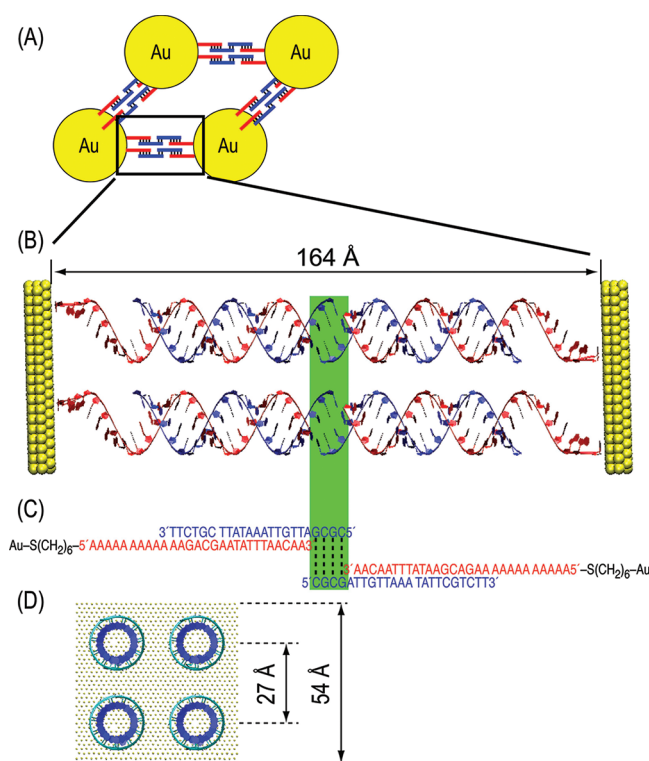 (A)
Au Au
Au Au
(B)
164 Å
(C)
3´TTCTGC TTATAAATTGTTAGCGC5´
Au–S(CH2)6–5´AAAAA AAAAA AAGACGAATATTTAACAA3
3´AACAATTTATAAGCAGAA AAAAAA AAAAA5´–S(CH2)6–Au
5´CGCGATTGTTAAA TATTCGTCTT3´
(D)
27 Å
54 Å